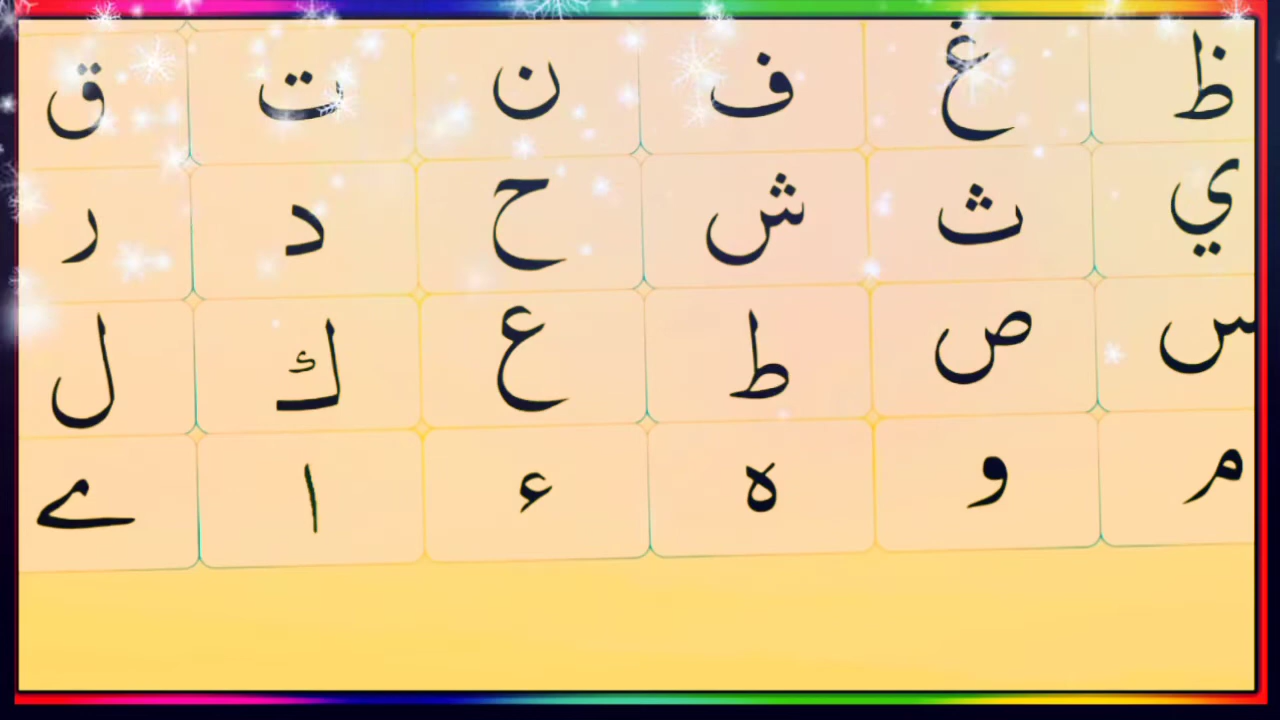 ظ غ ف ن ت ق
ي ث ش ح د ر
س ص ط ع ك ل
م و ه ء ا ے